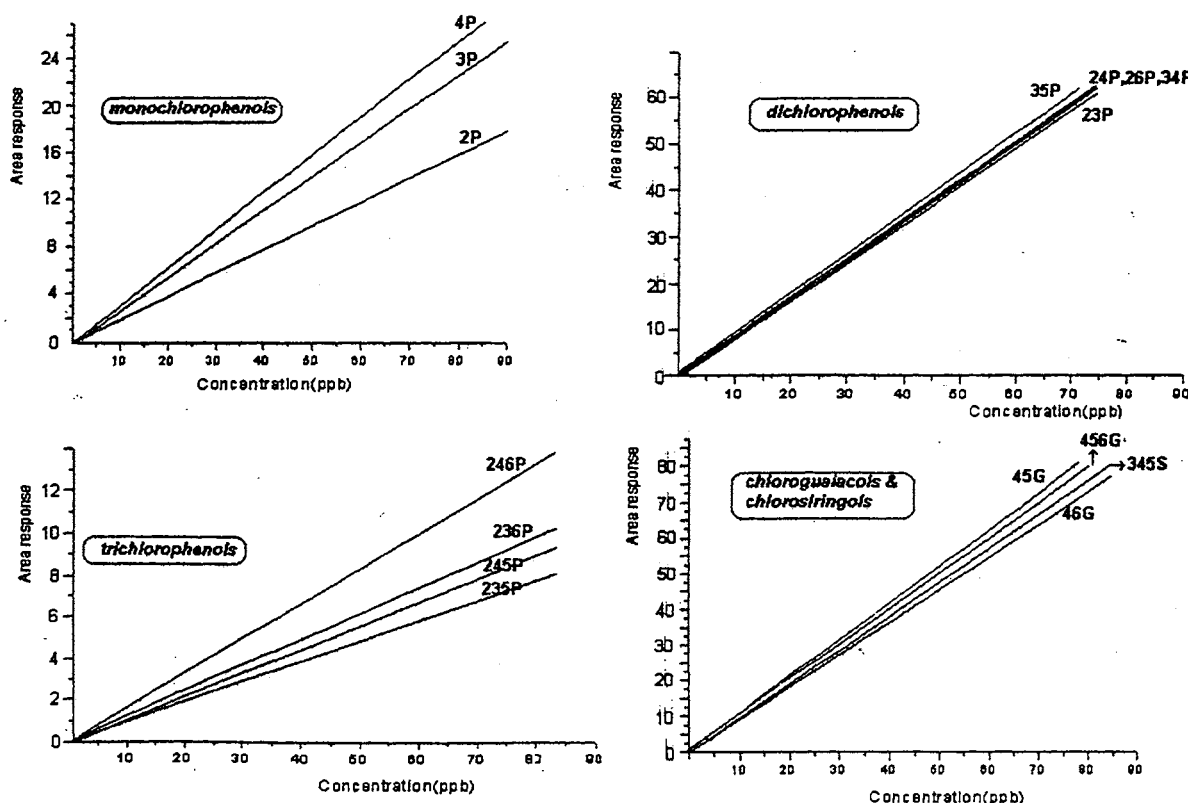 4P
3P
2P
monochlorophenols
Area response
24
20
16
12
8
4
0
10 20 30 40 50 60 70 80 90
Concentration(ppb)
35P
24P,26P,34P
23P
dichlorophenols
Area response
60
50
40
30
20
10
0
10 20 30 40 50 60 70 80 90
Concentration(ppb)
246P
236P
245P
235P
trichlorophenols
Area response
12
10
8
6
4
2
0
10 20 30 40 50 60 70 80 90
Concentration(ppb)
456G
45G
345S
46G
chloroguaiacols &
chlorosiringols
Area response
80
70
60
50
40
30
20
10
0
10 20 30 40 50 60 70 80 90
Concentration(ppb)